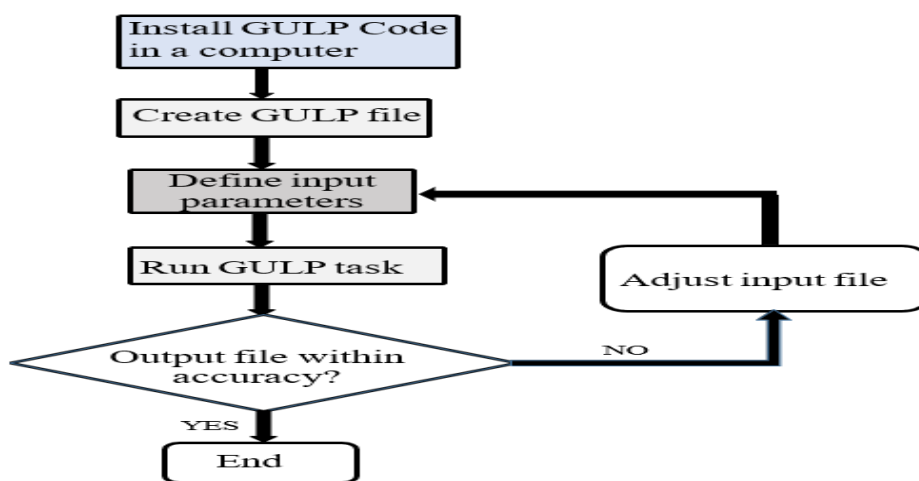 Install GULP Code
in a computer
Create GULP file
Define input
parameters
Run GULP task
Adjust input file
Output file within
accuracy?
NO
YES
End